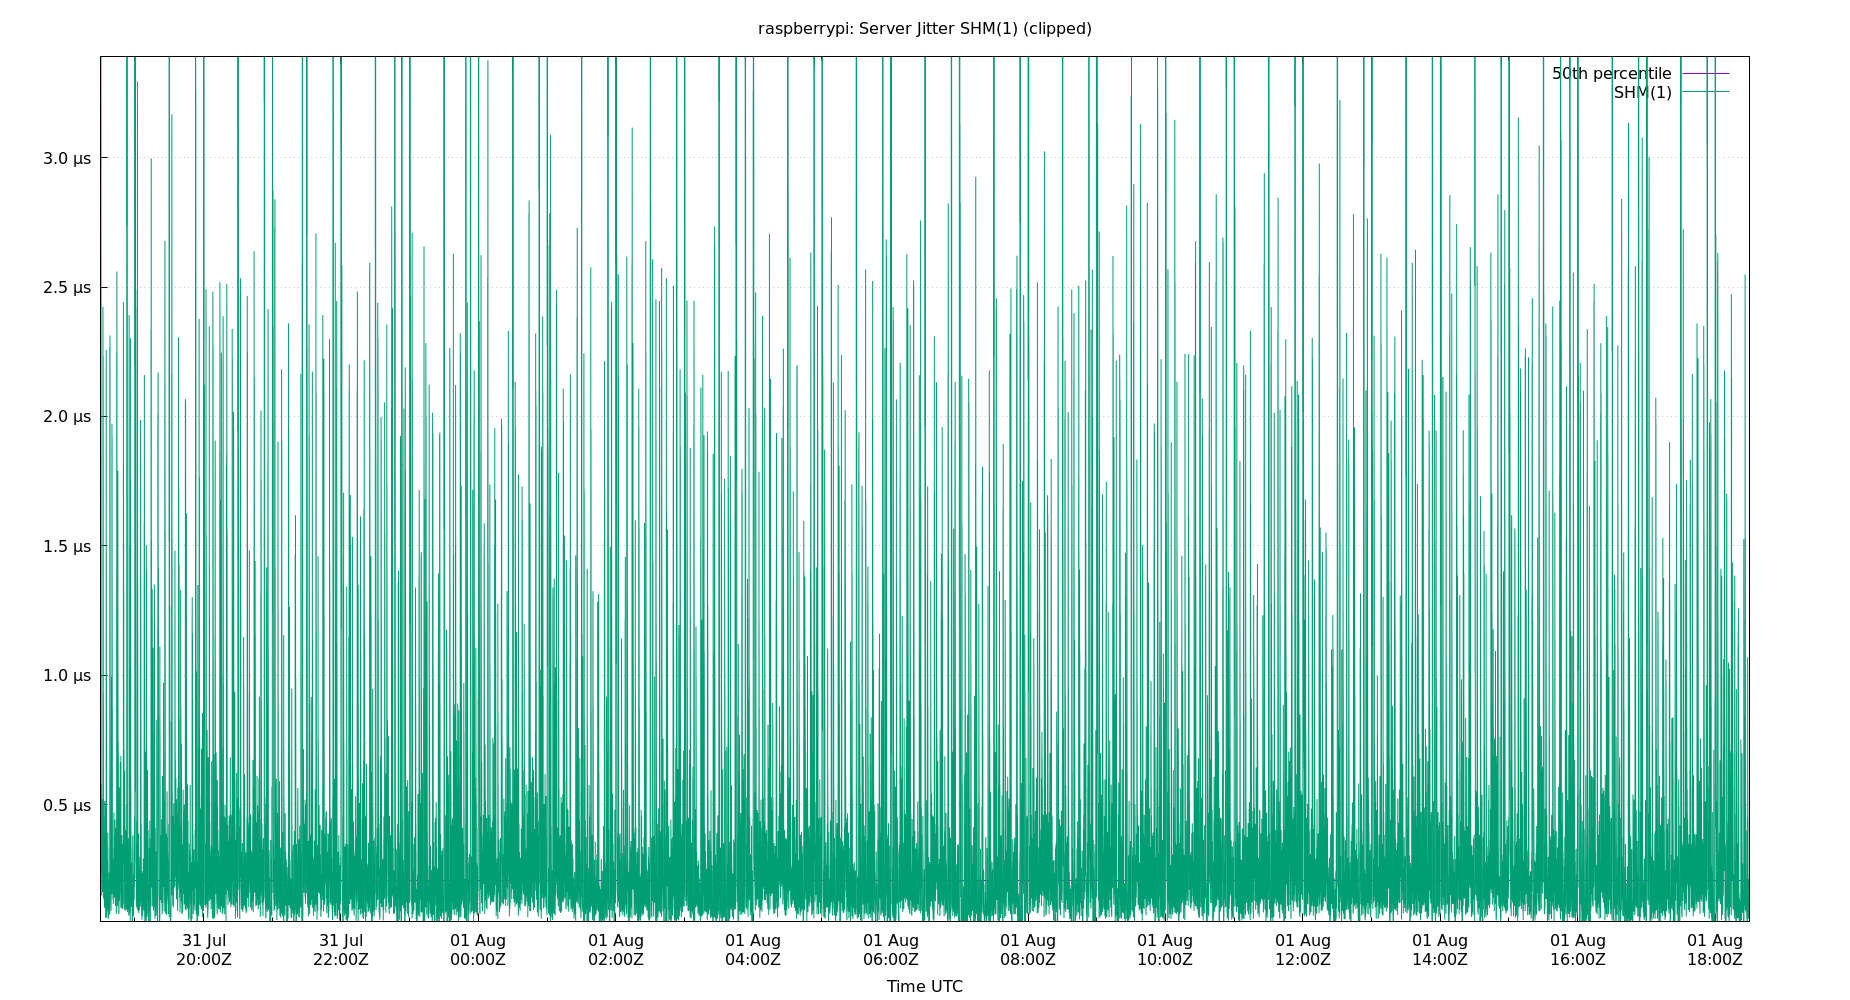 raspberrypi: Server Jitter SHM(1) (clipped)
50th percentile
SHM(1)
3.0 µs
2.5 µs
2.0 µs
1.5 µs
1.0 µs
0.5 µs
31 Jul 31 Jul 01 Aug 01 Aug 01 Aug 01 Aug 01 Aug 01 Aug 01 Aug 01 Aug 01 Aug 01 Aug
20:00Z 22:00Z 00:00Z 02:00Z 04:00Z 06:00Z 08:00Z 10:00Z 12:00Z 14:00Z 16:00Z 18:00Z
Time UTC